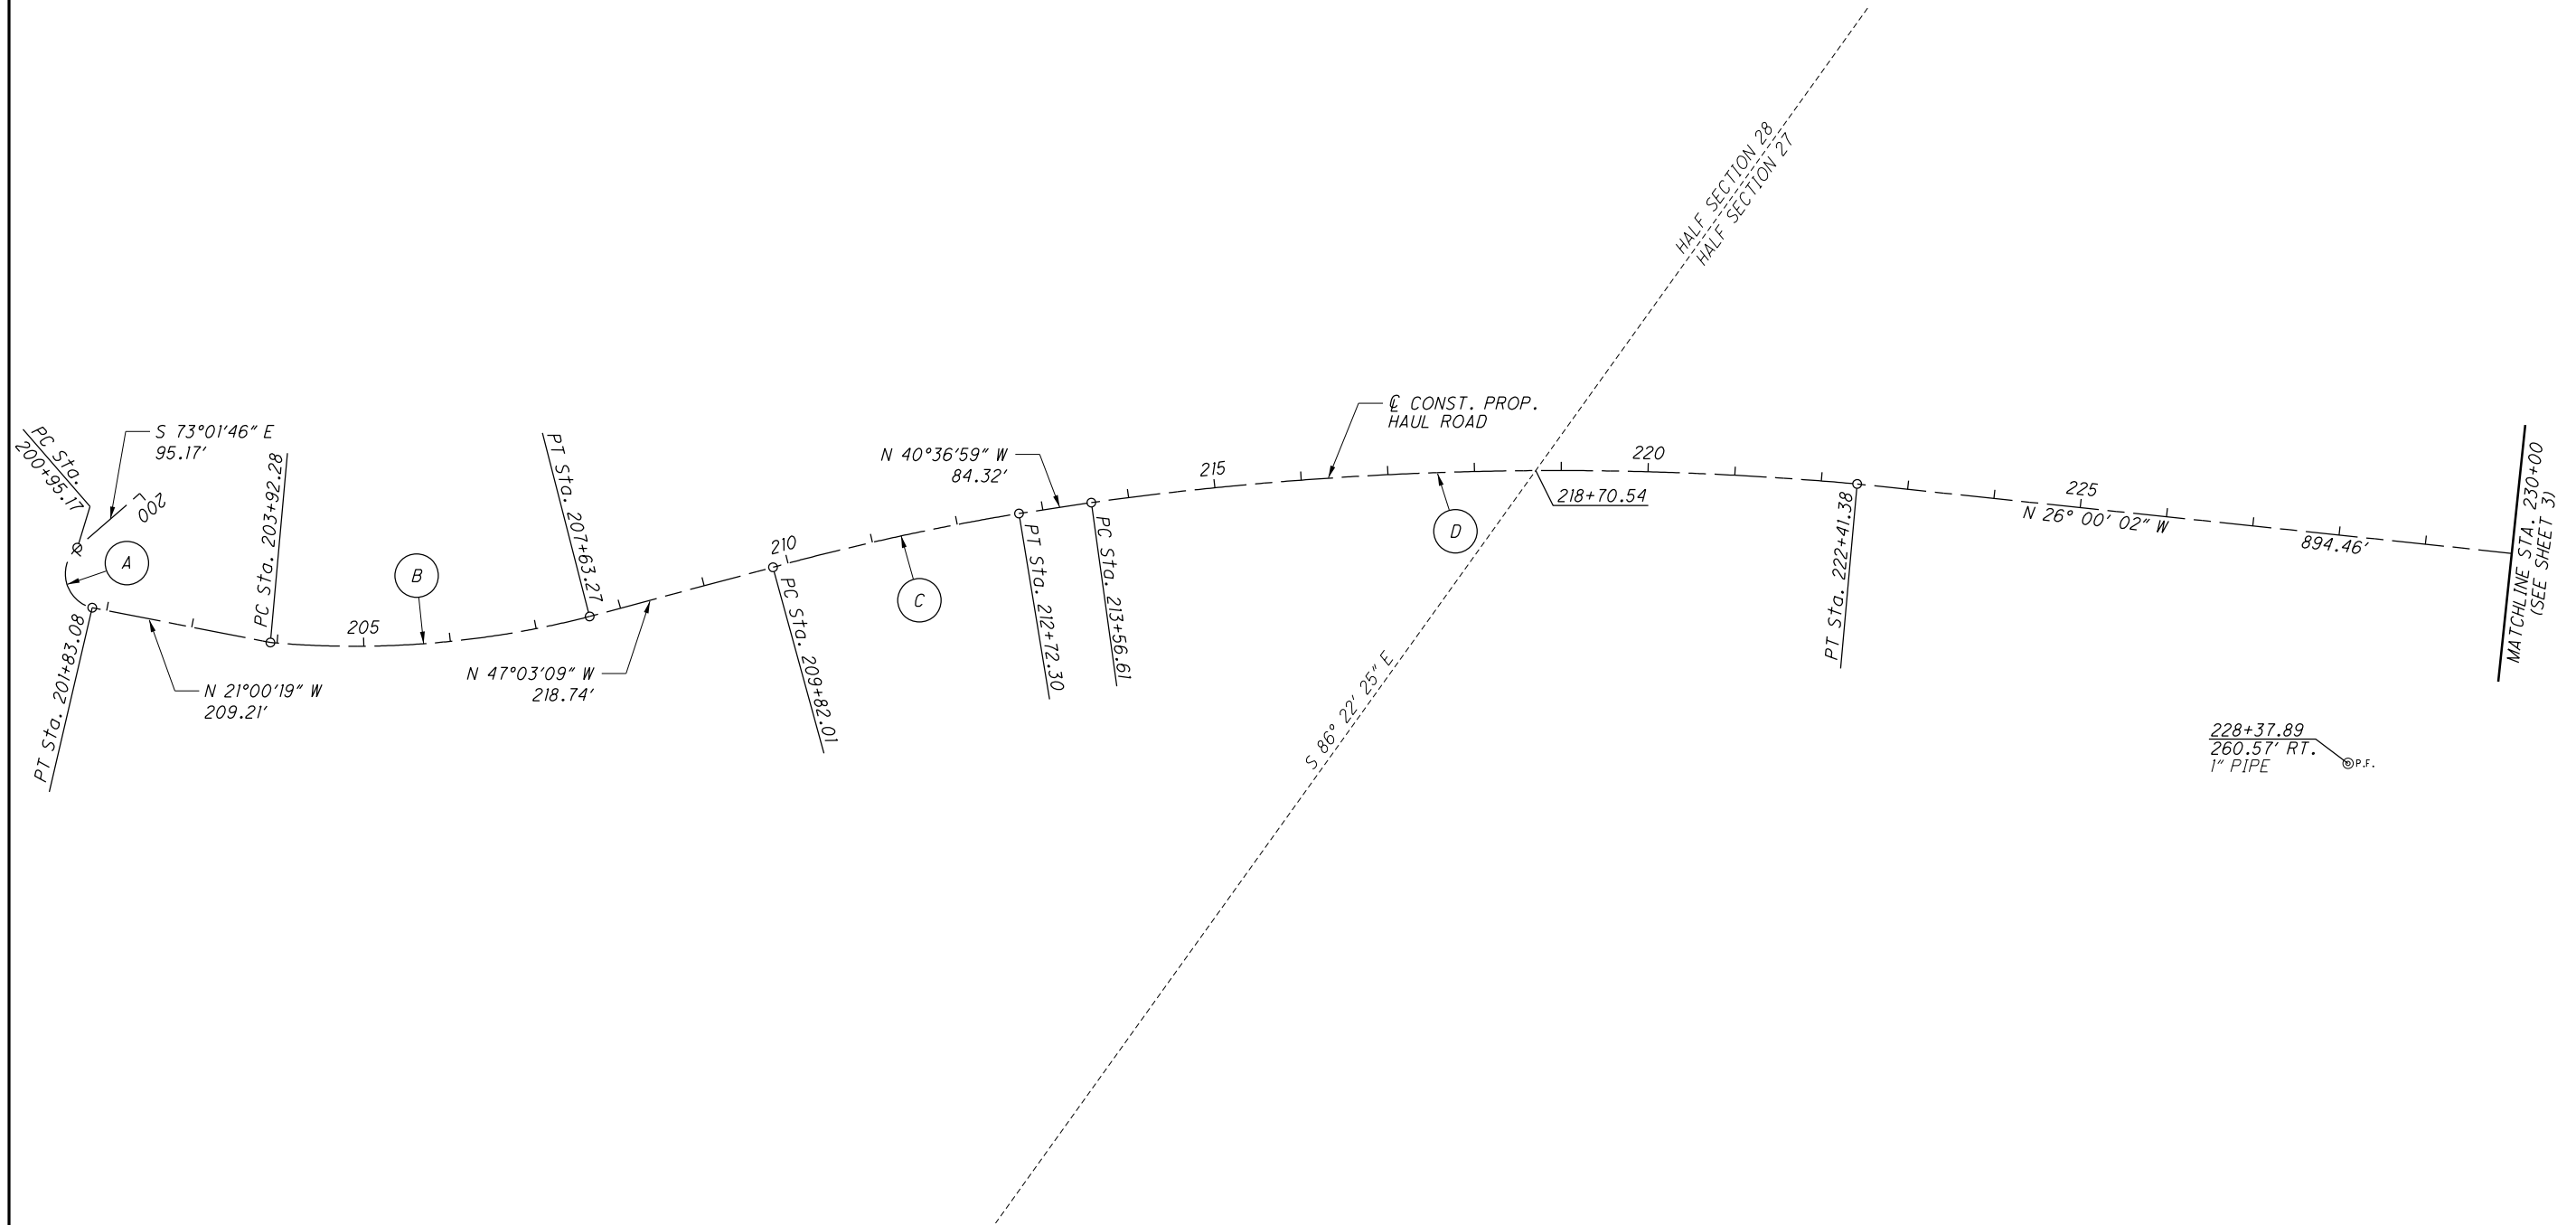 HALF SECTION 28
HALF SECTION 27
PC Sta.
200+95.17
S 73°01'46" E
95.17'
200
A
PT Sta. 201+83.08
N 21°00'19" W
209.21'
PC Sta. 203+92.28
205
B
PT Sta. 207+63.27
N 47°03'09" W
218.74'
210
PC Sta. 209+82.01
C
N 40°36'59" W
84.32'
PT Sta. 212+72.30
PC Sta. 213+56.61
215
℄ CONST. PROP.
HAUL ROAD
D
218+70.54
S 86° 22' 25" E
220
PT Sta. 222+41.38
225
N 26° 00' 02" W
894.46'
228+37.89
260.57' RT.
1" PIPE
P.F.
MATCHLINE STA. 230+00
(SEE SHEET 3)